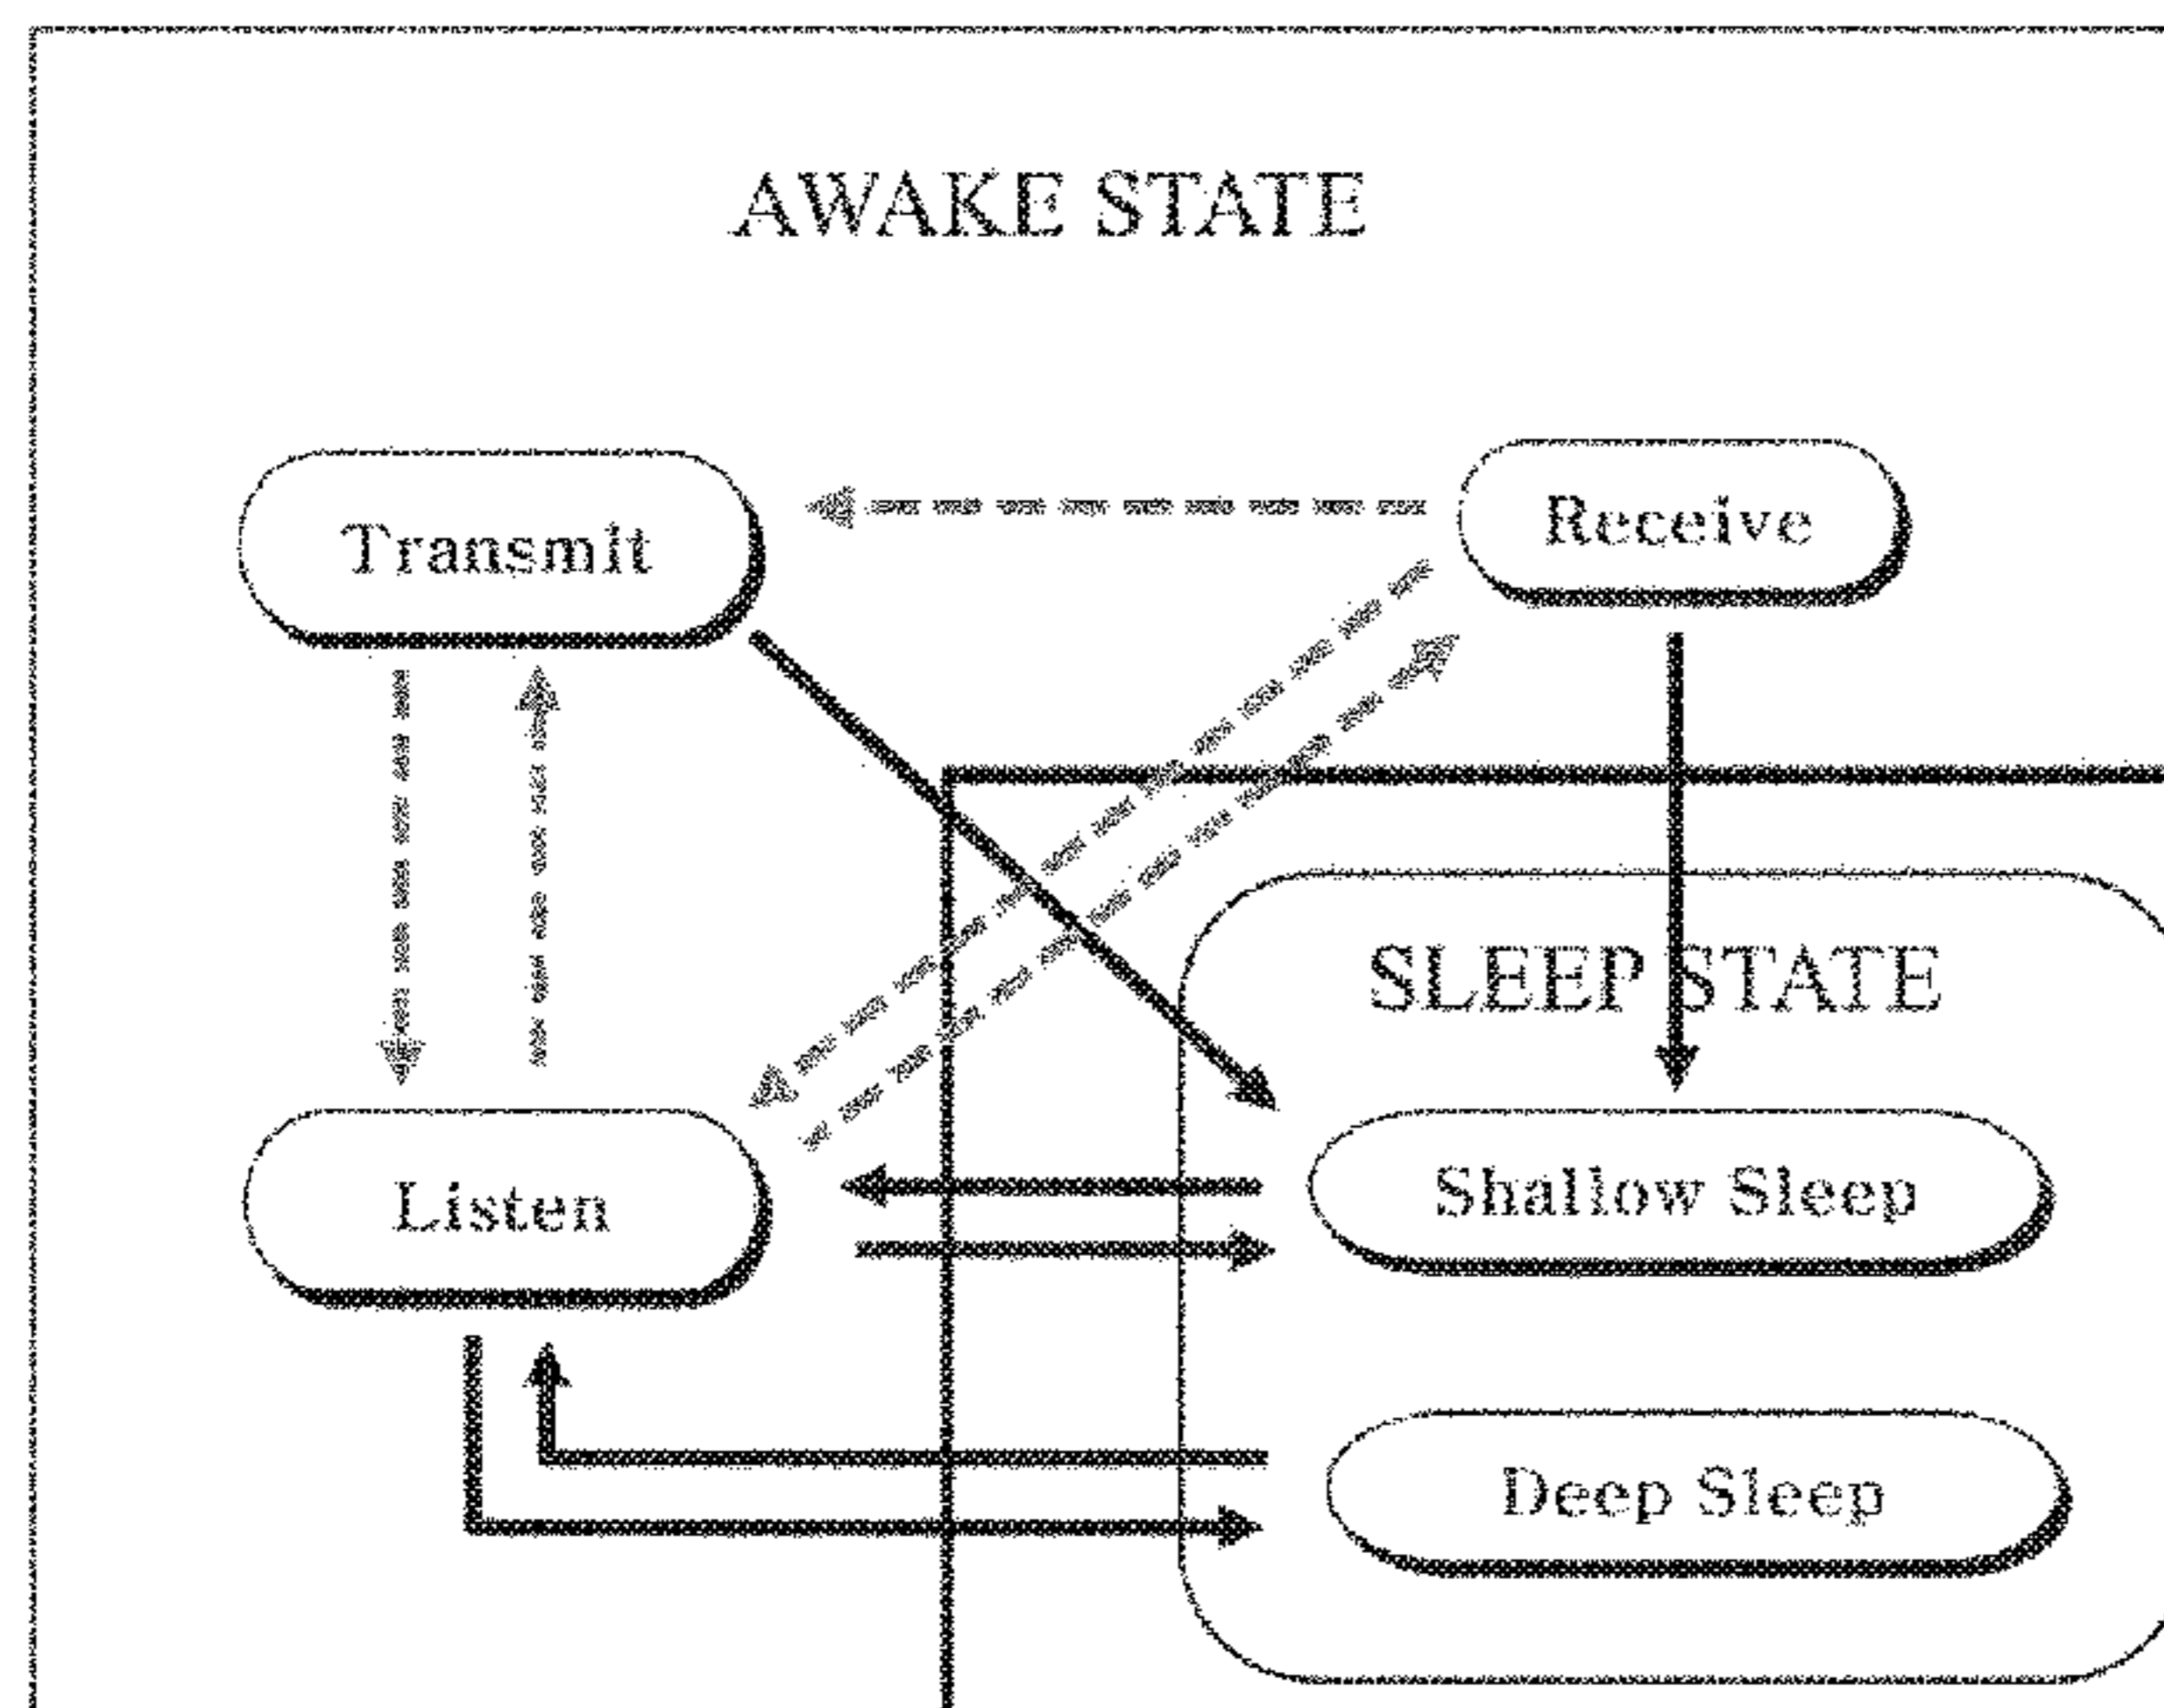 AWAKE STATE
Transmit
Receive
SLEEP STATE
Listen
Shallow Sleep
Deep Sleep